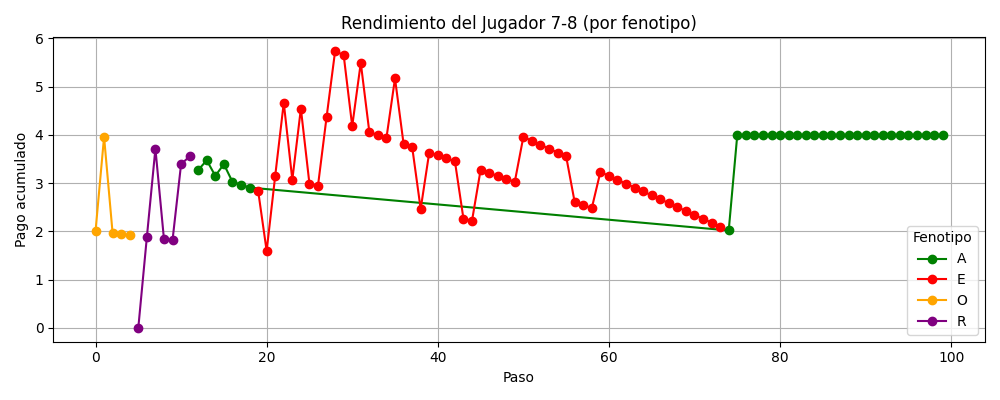 Rendimiento del Jugador 7-8 (por fenotipo)
Pago acumulado
6
5
4
3
2
1
0
0 20 40 60 80 100
Paso
Fenotipo
A
E
O
R